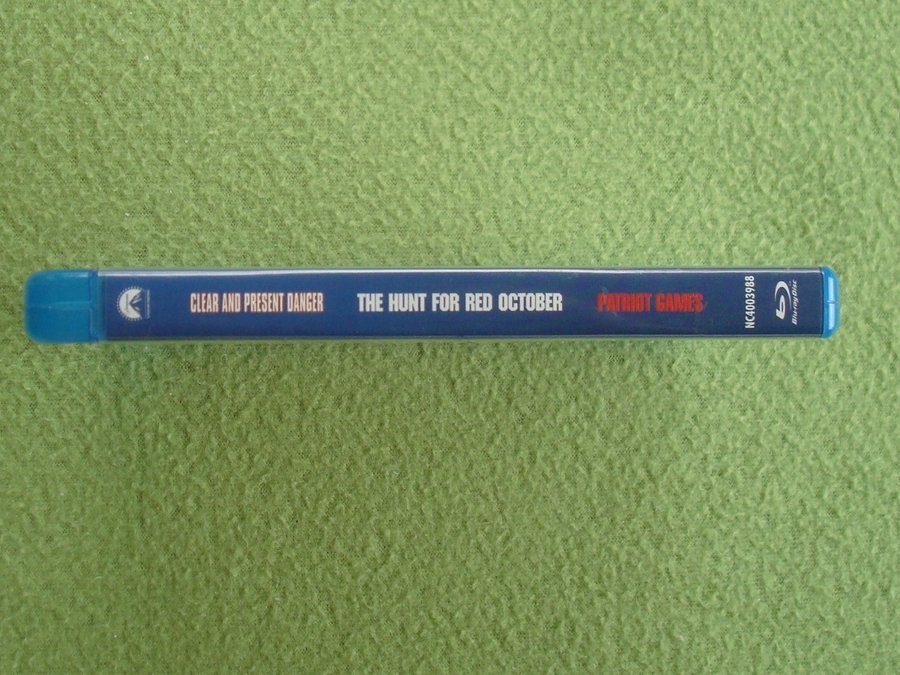 CLEAR AND PRESENT DANGER
THE HUNT FOR RED OCTOBER
PATRIOT GAMES
NC4003988
Blu-ray Disc